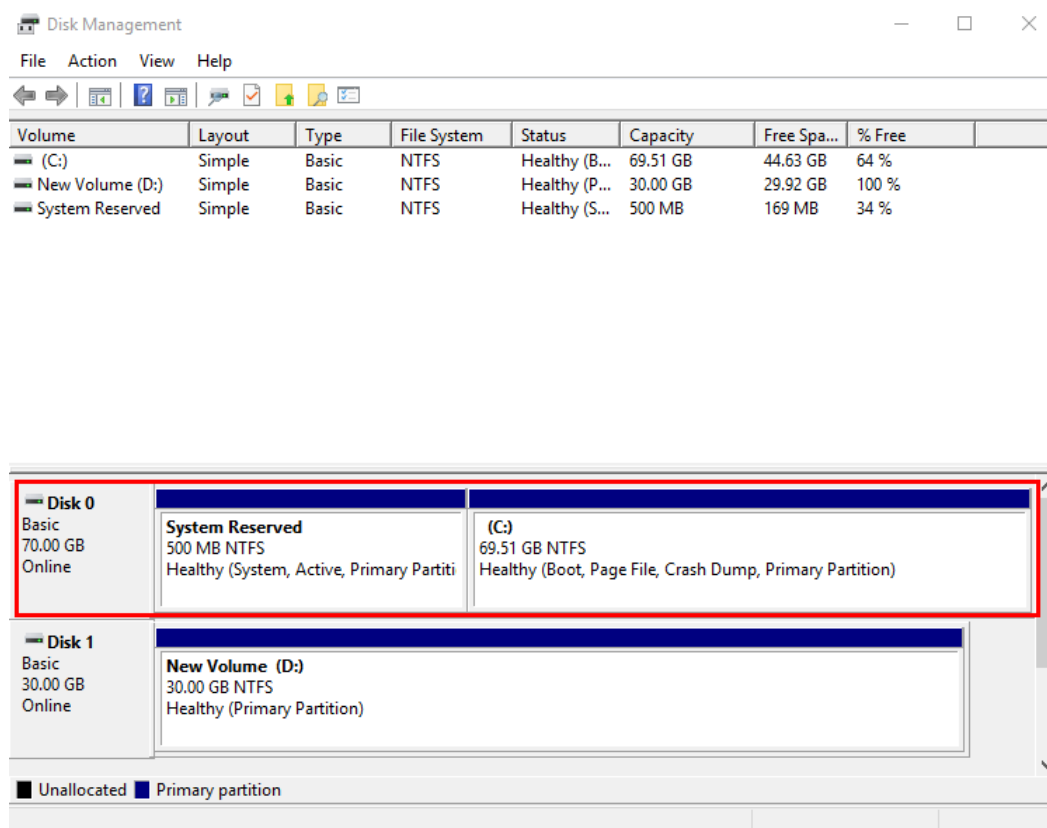 Disk Management
File Action View Help
Volume Layout Type File System Status Capacity Free Spa... % Free
(C:) Simple Basic NTFS Healthy (B... 69.51 GB 44.63 GB 64 %
New Volume (D:) Simple Basic NTFS Healthy (P... 30.00 GB 29.92 GB 100 %
System Reserved Simple Basic NTFS Healthy (S... 500 MB 169 MB 34 %
Disk 0
Basic
70.00 GB
Online
System Reserved
500 MB NTFS
Healthy (System, Active, Primary Partiti
(C:)
69.51 GB NTFS
Healthy (Boot, Page File, Crash Dump, Primary Partition)
Disk 1
Basic
30.00 GB
Online
New Volume (D:)
30.00 GB NTFS
Healthy (Primary Partition)
Unallocated Primary partition